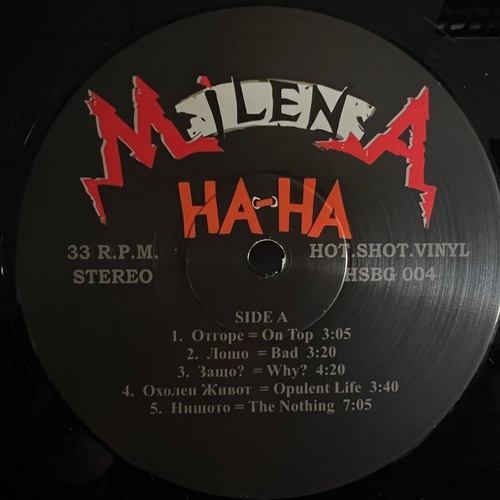 MILENA
HA-HA
33 R.P.M.
STEREO
HOT.SHOT.VINYL
HSBG 004
SIDE A
1. Отгоре = On Top 3:05
2. Лошо = Bad 3:20
3. Защо? = Why? 4:20
4. Охолен Живот = Opulent Life 3:40
5. Нищото = The Nothing 7:05